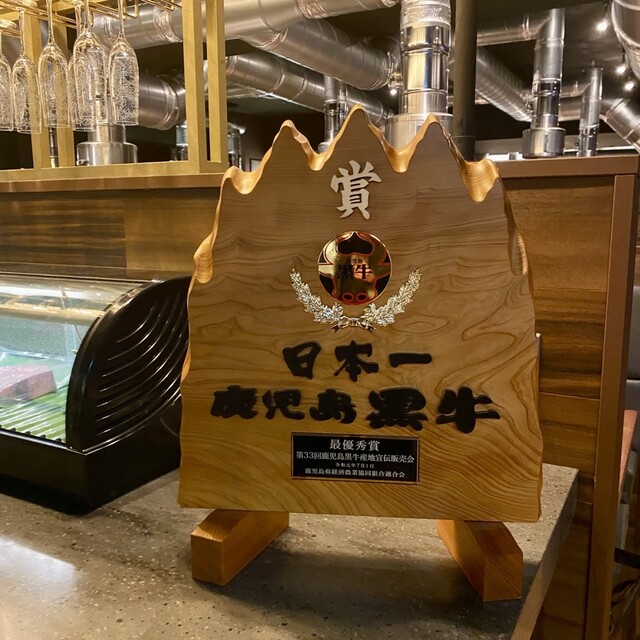 賞
黒牛
日本一
鹿児島黒牛
最優秀賞
第33回鹿児島黒牛産地宣伝販売会
令和元年7月1日
鹿児島県経済農業協同組合連合会